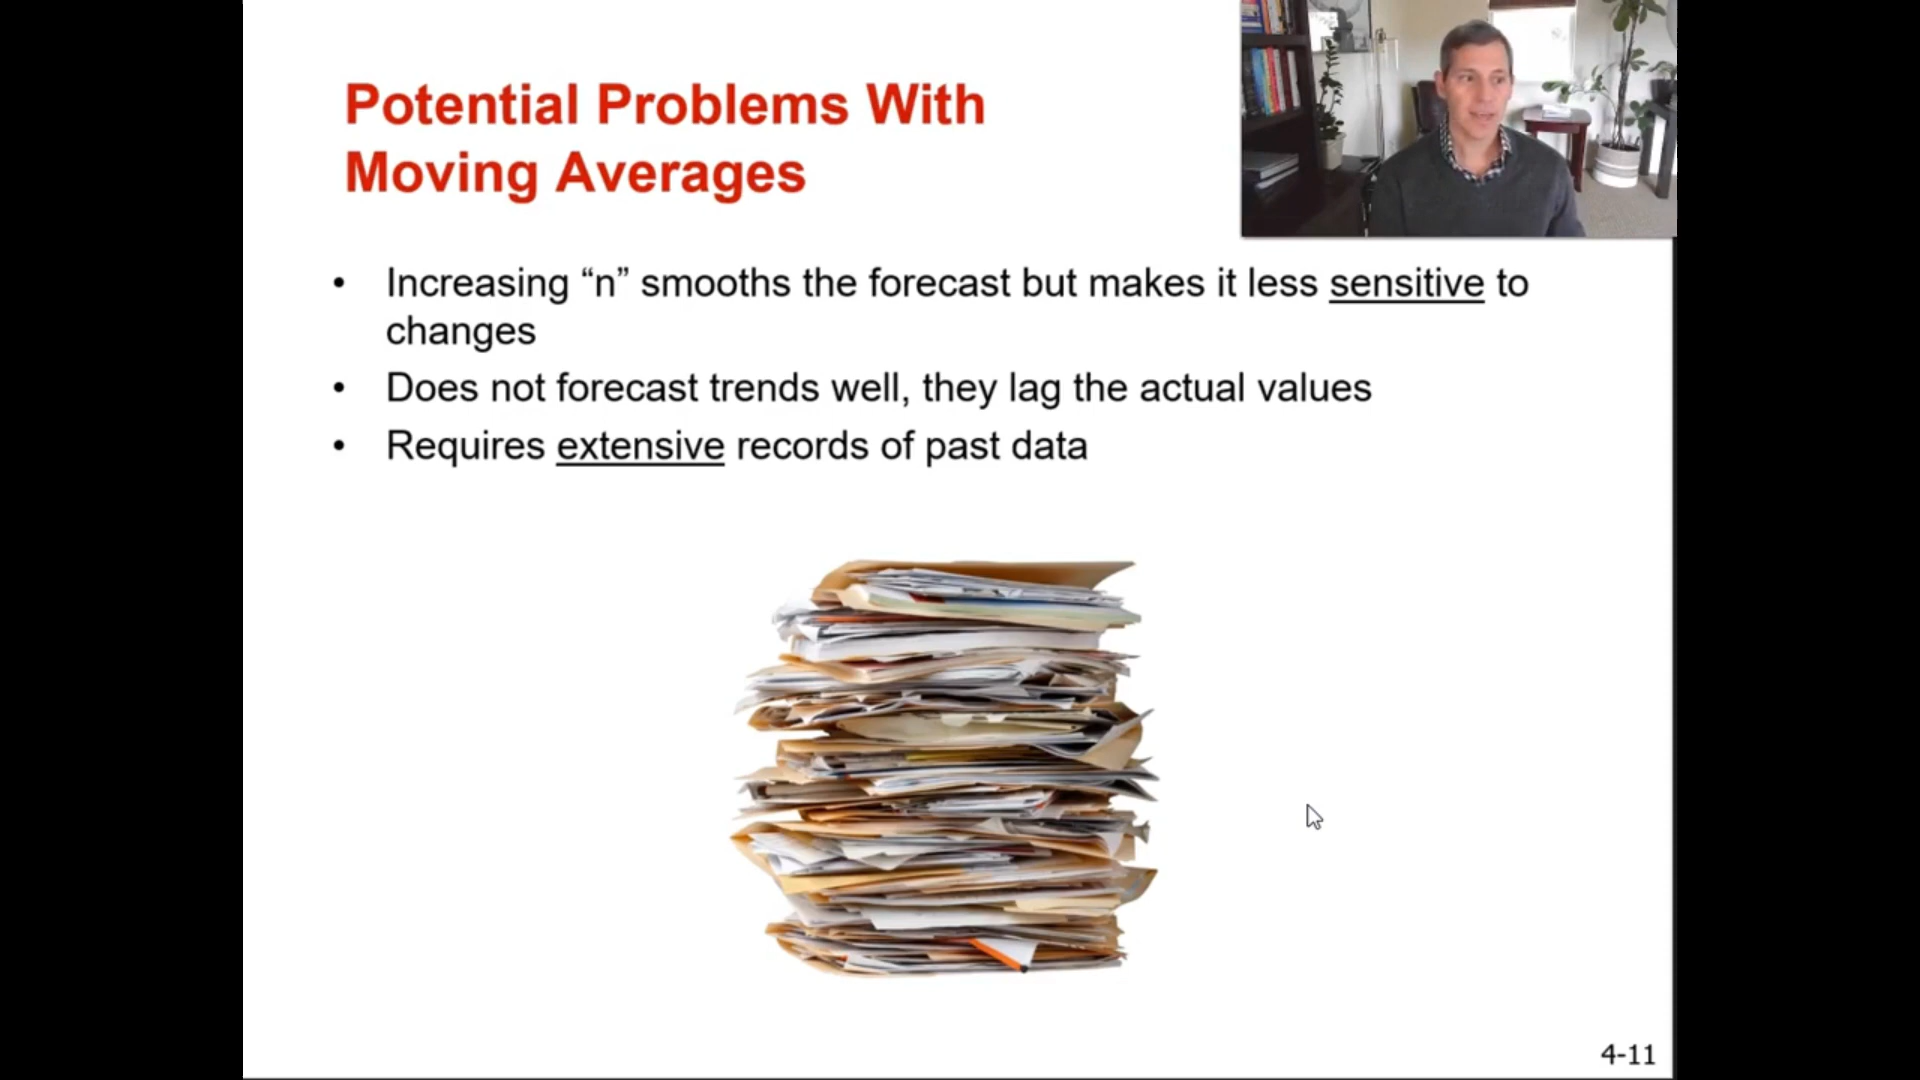 Potential Problems With
Moving Averages
• Increasing “n” smooths the forecast but makes it less sensitive to
changes
• Does not forecast trends well, they lag the actual values
• Requires extensive records of past data
4-11